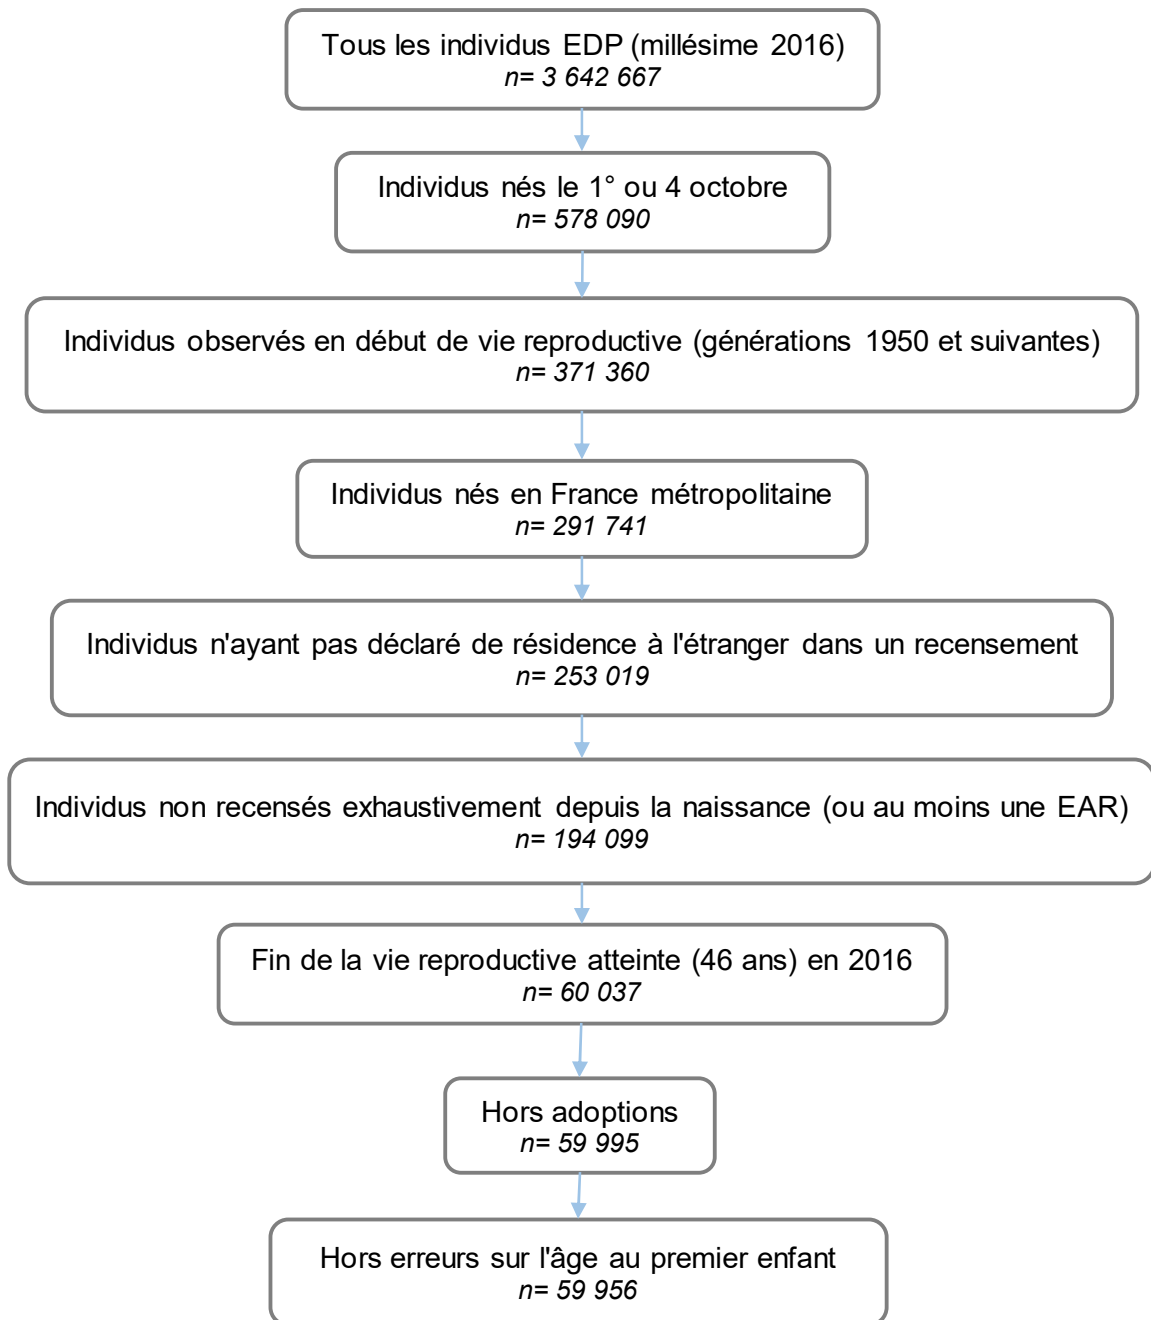 Tous les individus EDP (millésime 2016)
n= 3 642 667
Individus nés le 1° ou 4 octobre
n= 578 090
Individus observés en début de vie reproductive (générations 1950 et suivantes)
n= 371 360
Individus nés en France métropolitaine
n= 291 741
Individus n'ayant pas déclaré de résidence à l'étranger dans un recensement
n= 253 019
Individus non recensés exhaustivement depuis la naissance (ou au moins une EAR)
n= 194 099
Fin de la vie reproductive atteinte (46 ans) en 2016
n= 60 037
Hors adoptions
n= 59 995
Hors erreurs sur l'âge au premier enfant
n= 59 956